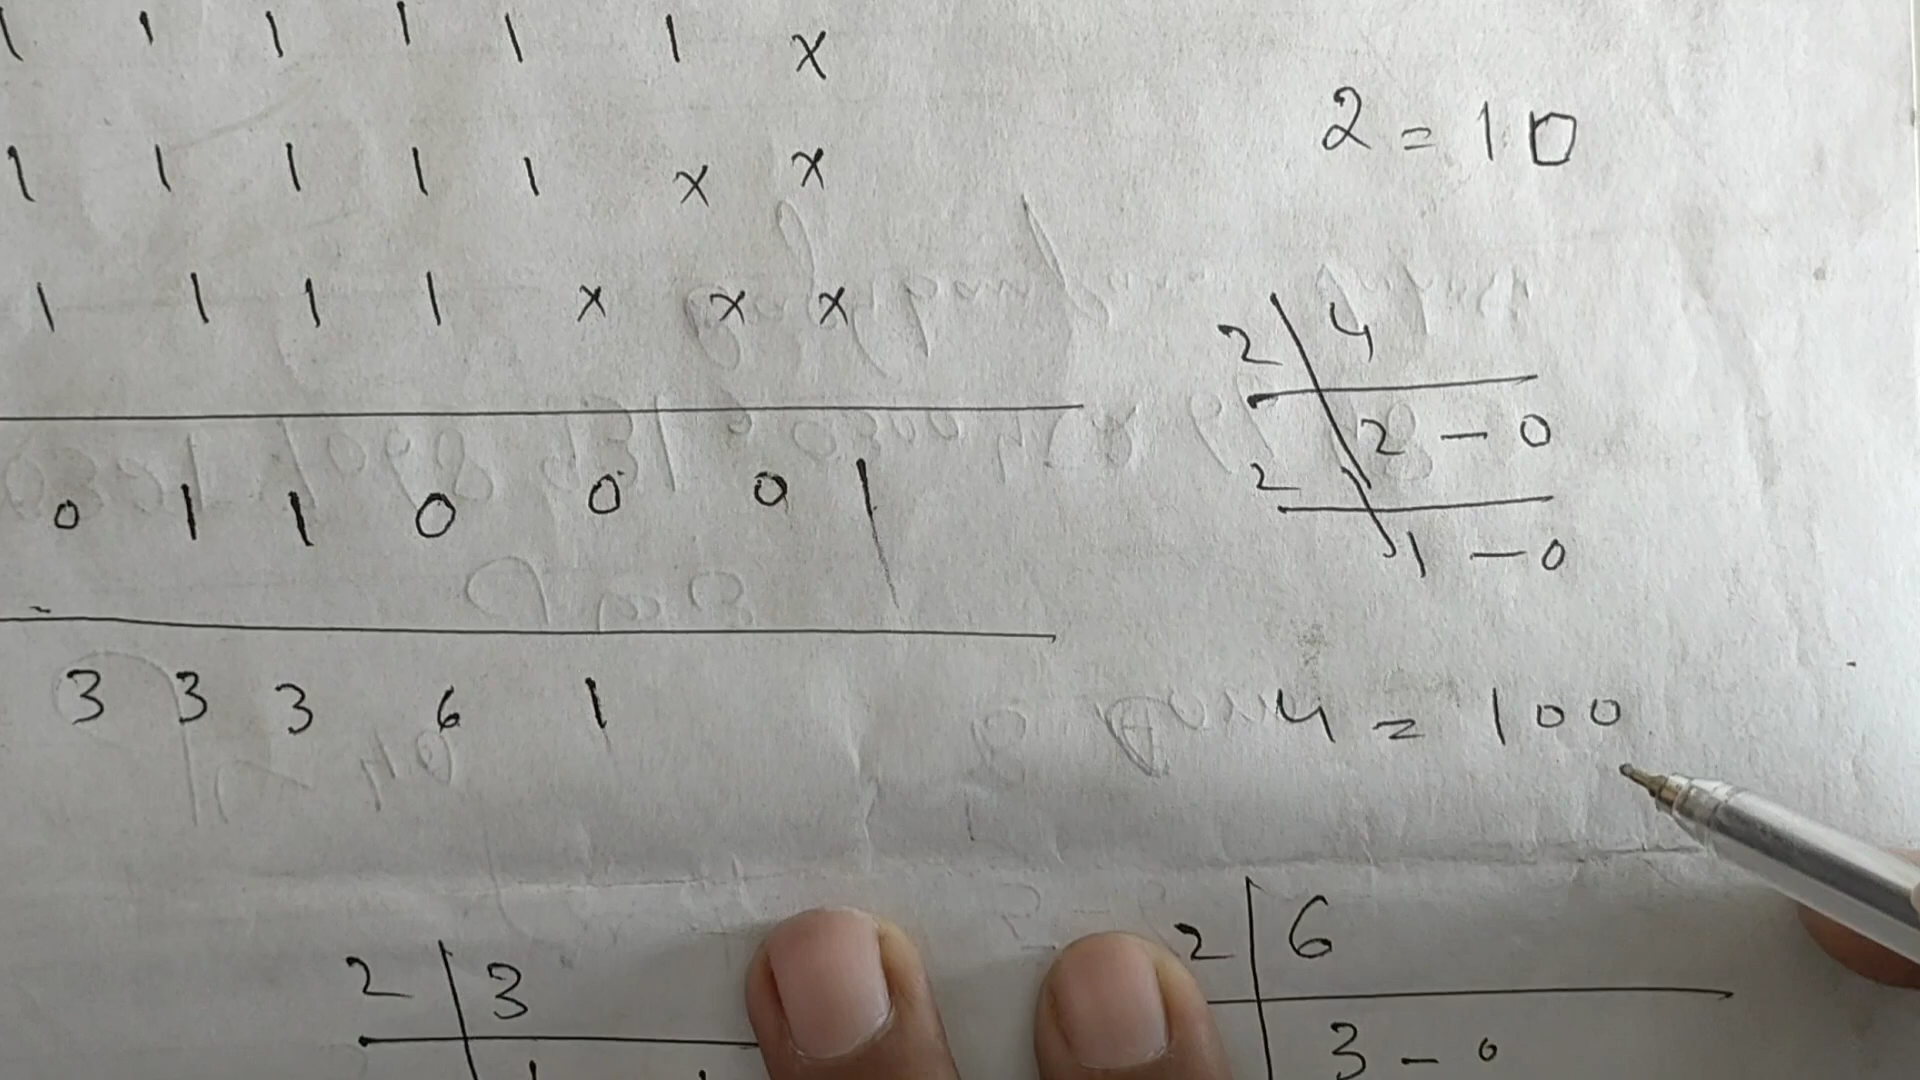 1 1 1 1 1 1 x
1 1 1 1 1 x x
1 1 1 1 x x x
0 1 1 0 0 0 1
3 3 3 6 1
2 = 10
2 4
2 2 - 0
1 - 0
4 = 100
2 3
2 6
3 - 0